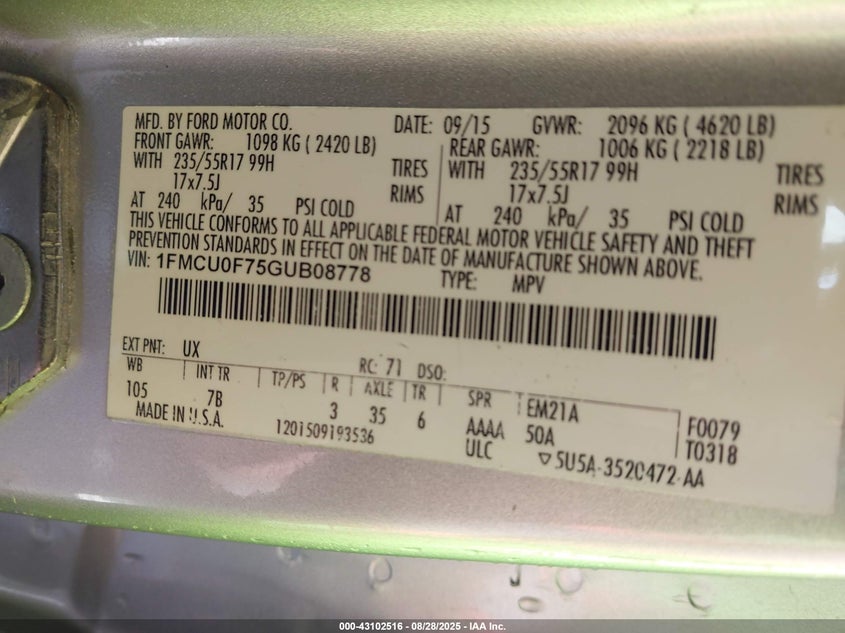 MFD. BY FORD MOTOR CO. DATE: 09/15 GVWR: 2096 KG ( 4620 LB)
FRONT GAWR: 1098 KG ( 2420 LB) REAR GAWR: 1006 KG ( 2218 LB)
WITH 235/55R17 99H TIRES WITH 235/55R17 99H TIRES
17x7.5J RIMS 17x7.5J RIMS
AT 240 kPa/ 35 PSI COLD AT 240 kPa/ 35 PSI COLD
THIS VEHICLE CONFORMS TO ALL APPLICABLE FEDERAL MOTOR VEHICLE SAFETY AND THEFT
PREVENTION STANDARDS IN EFFECT ON THE DATE OF MANUFACTURE SHOWN ABOVE.
VIN: 1FMCU0F75GUB08778 TYPE: MPV
EXT PNT: UX RC: 71 DSO:
WB INT TR TP/PS R AXLE TR SPR EM21A F0079
105 7B 3 35 6 AAAA 50A T0318
MADE IN U.S.A. 1201509193536 ULC ▽5U5A-3520472-AA
000-43102516 | 08/28/2025 - IAA Inc.